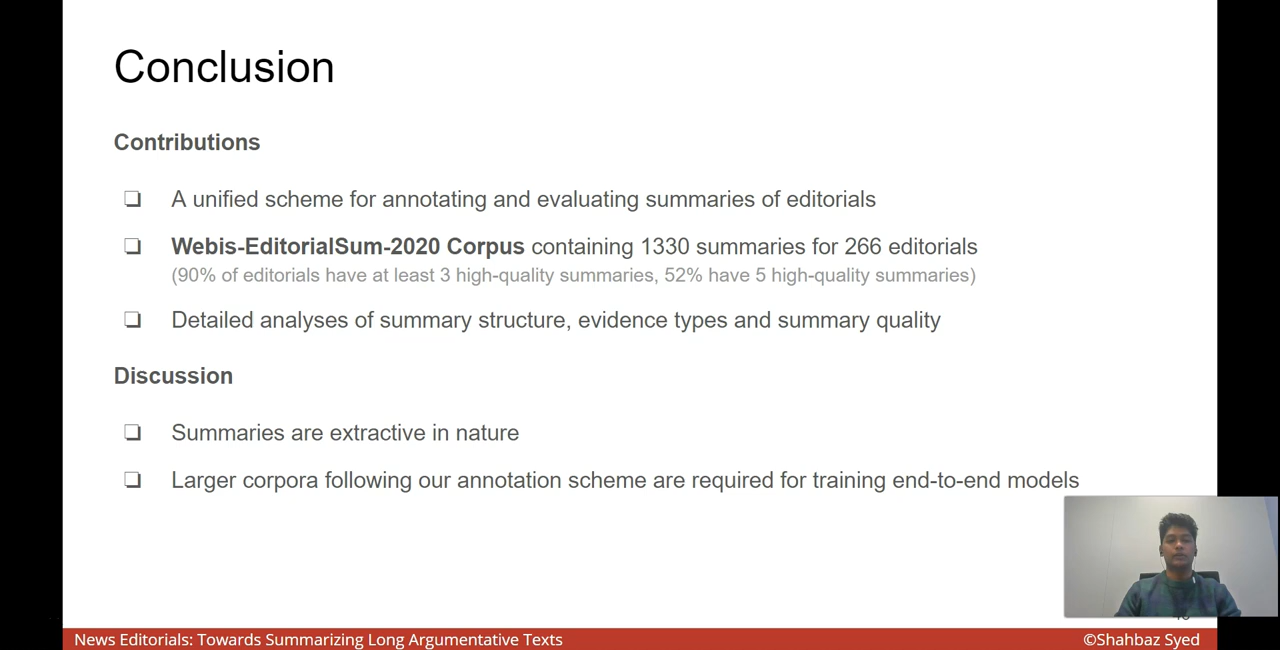 Conclusion
Contributions
❏ A unified scheme for annotating and evaluating summaries of editorials
❏ Webis-EditorialSum-2020 Corpus containing 1330 summaries for 266 editorials
(90% of editorials have at least 3 high-quality summaries, 52% have 5 high-quality summaries)
❏ Detailed analyses of summary structure, evidence types and summary quality
Discussion
❏ Summaries are extractive in nature
❏ Larger corpora following our annotation scheme are required for training end-to-end models
News Editorials: Towards Summarizing Long Argumentative Texts
©Shahbaz Syed